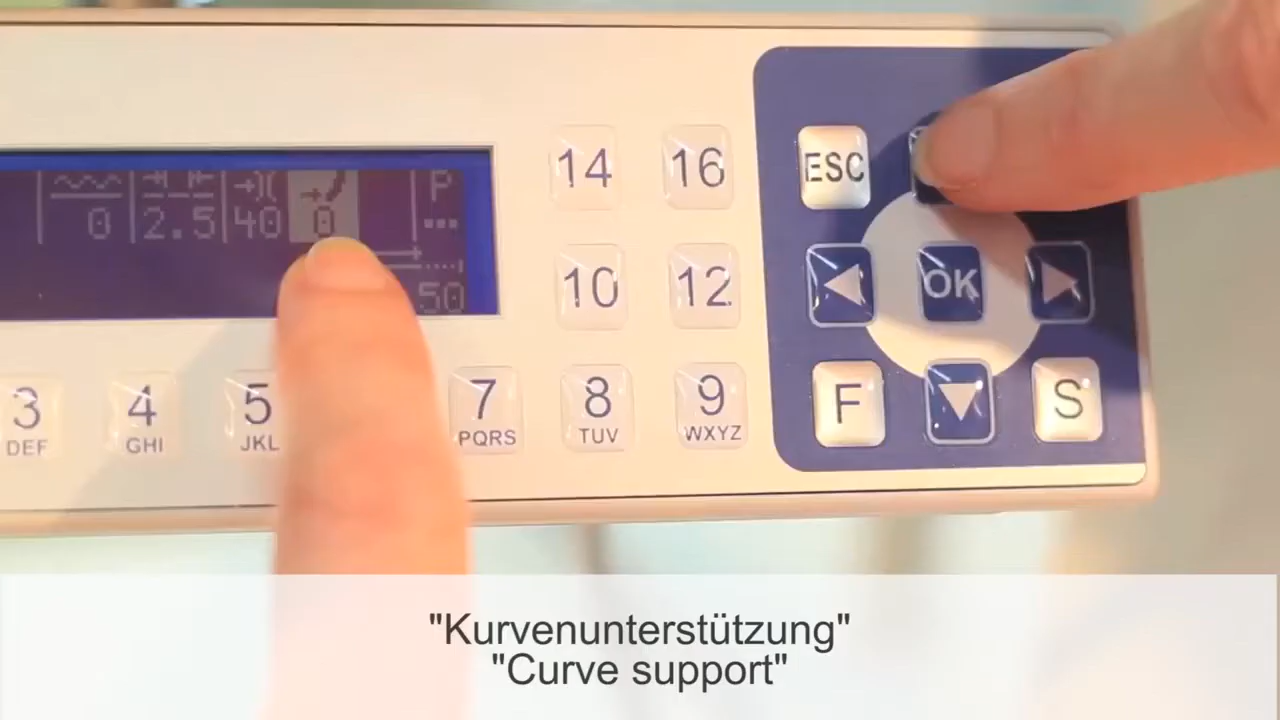 14 16 ESC
P
0 2.5 40 0 ...
10 12 OK
50
3 4 5 7 8 9 F S
DEF GHI JKL PQRS TUV WXYZ
"Kurvenunterstützung"
"Curve support"